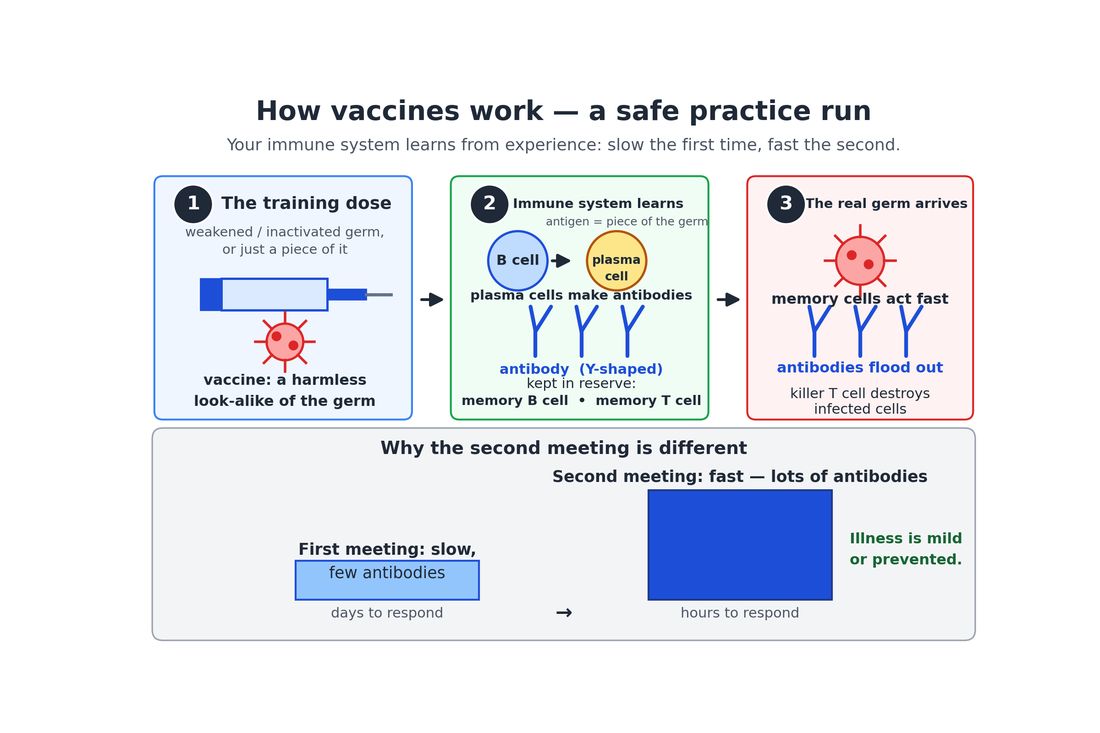 How vaccines work — a safe practice run
Your immune system learns from experience: slow the first time, fast the second.
1 The training dose
weakened / inactivated germ,
or just a piece of it
vaccine: a harmless
look-alike of the germ
2 Immune system learns
antigen = piece of the germ
B cell
plasma
cell
plasma cells make antibodies
antibody (Y-shaped)
kept in reserve:
memory B cell • memory T cell
3 The real germ arrives
memory cells act fast
antibodies flood out
killer T cell destroys
infected cells
Why the second meeting is different
First meeting: slow,
few antibodies
days to respond
→
Second meeting: fast — lots of antibodies
hours to respond
Illness is mild
or prevented.